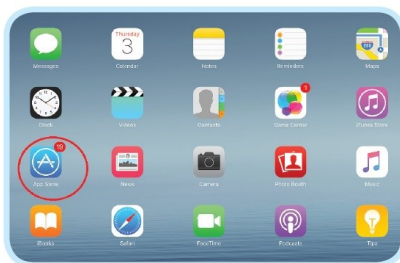 Thursday
3
Messages Calendar Notes Reminders Maps
1
Clock Videos Contacts Game Center iTunes Store
19
App Store News Camera Photo Booth Music
iBooks Safari FaceTime Podcasts Tips